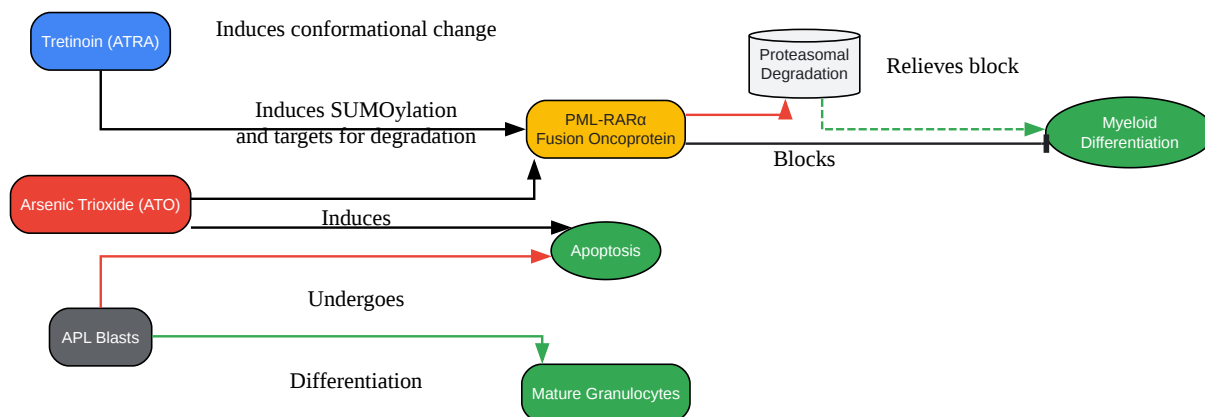 Induces conformational change
Tretinoin (ATRA)
Proteasomal
Degradation
Relieves block
Induces SUMOylation
and targets for degradation
PML-RARα
Fusion Oncoprotein
Myeloid
Differentiation
Blocks
Arsenic Trioxide (ATO)
Induces
Apoptosis
Undergoes
APL Blasts
Differentiation
Mature Granulocytes